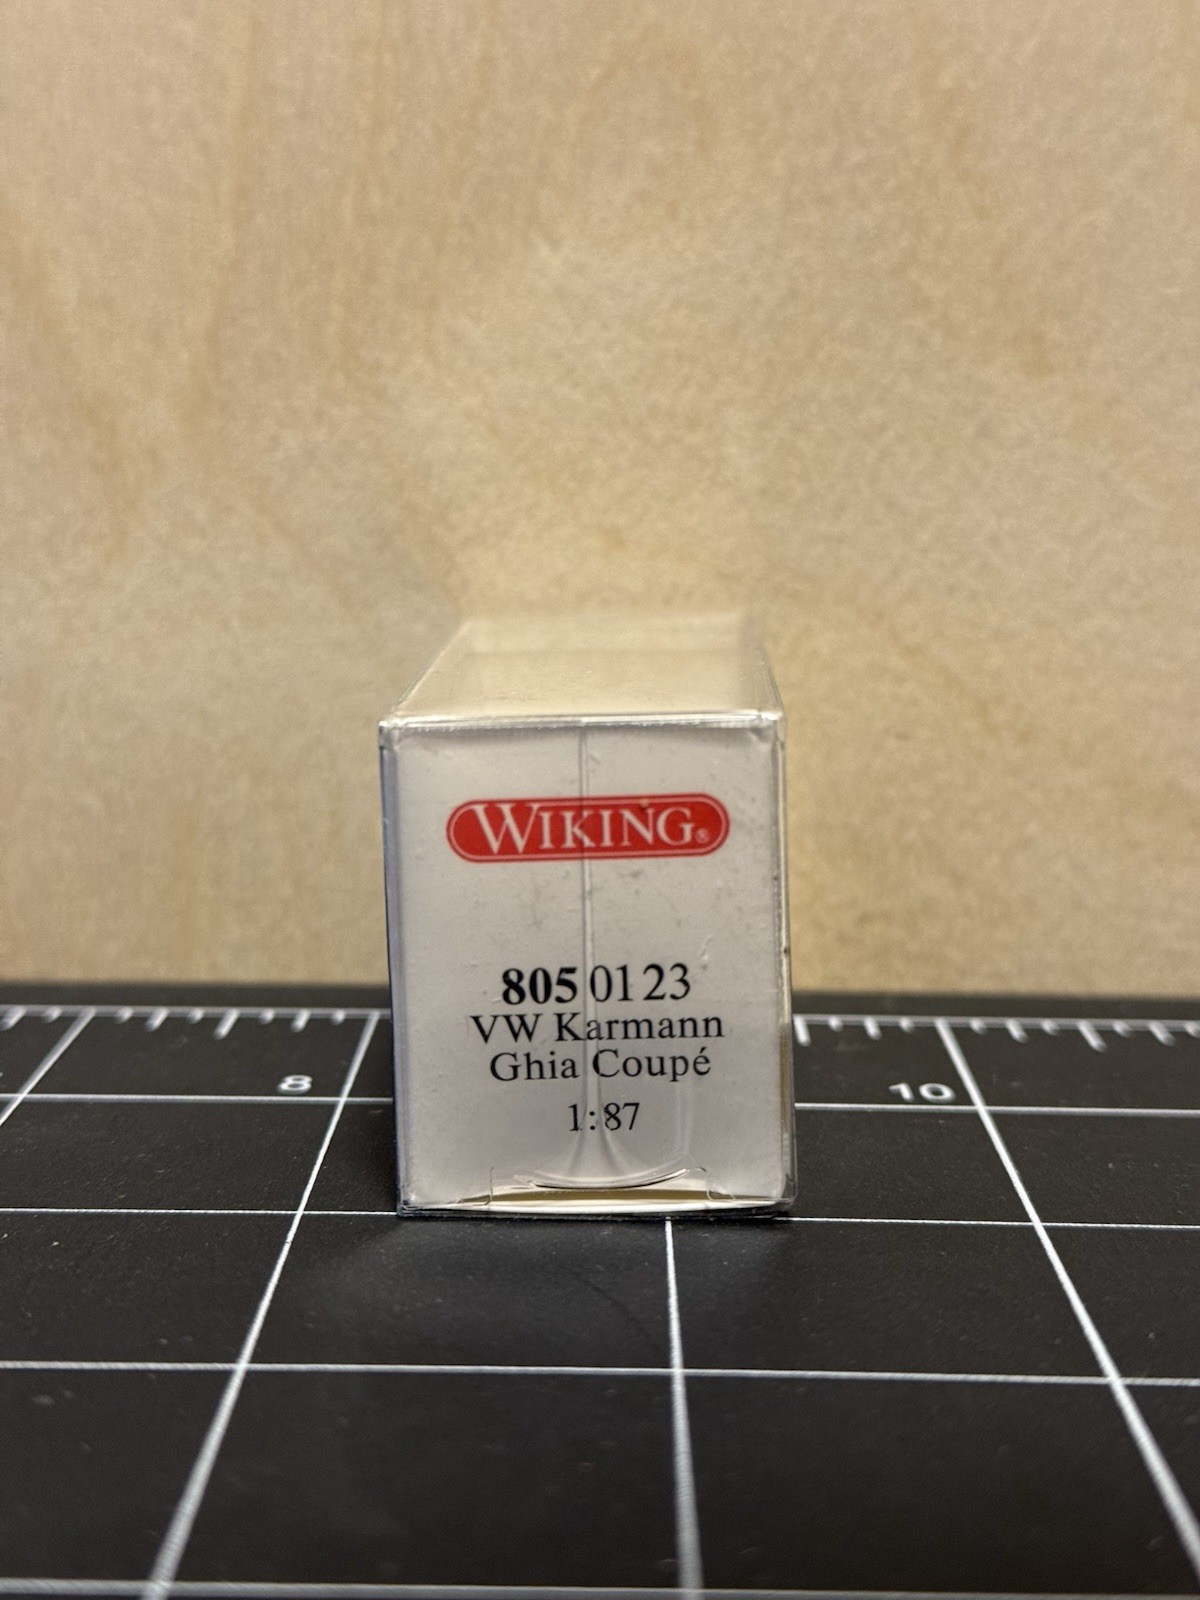 WIKING®
805 01 23
VW Karmann
Ghia Coupé
1:87
8
10